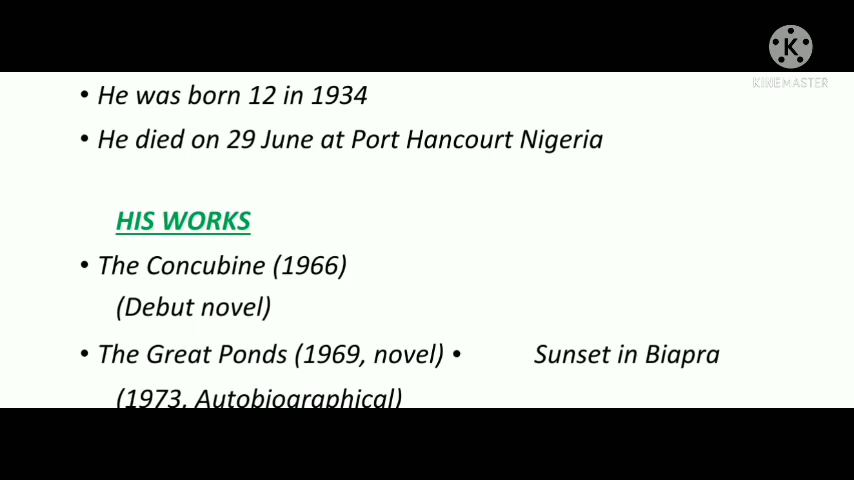 K
KINEMASTER
• He was born 12 in 1934
• He died on 29 June at Port Hancourt Nigeria
HIS WORKS
• The Concubine (1966)
(Debut novel)
• The Great Ponds (1969, novel) • Sunset in Biapra
(1973, Autobiographical)